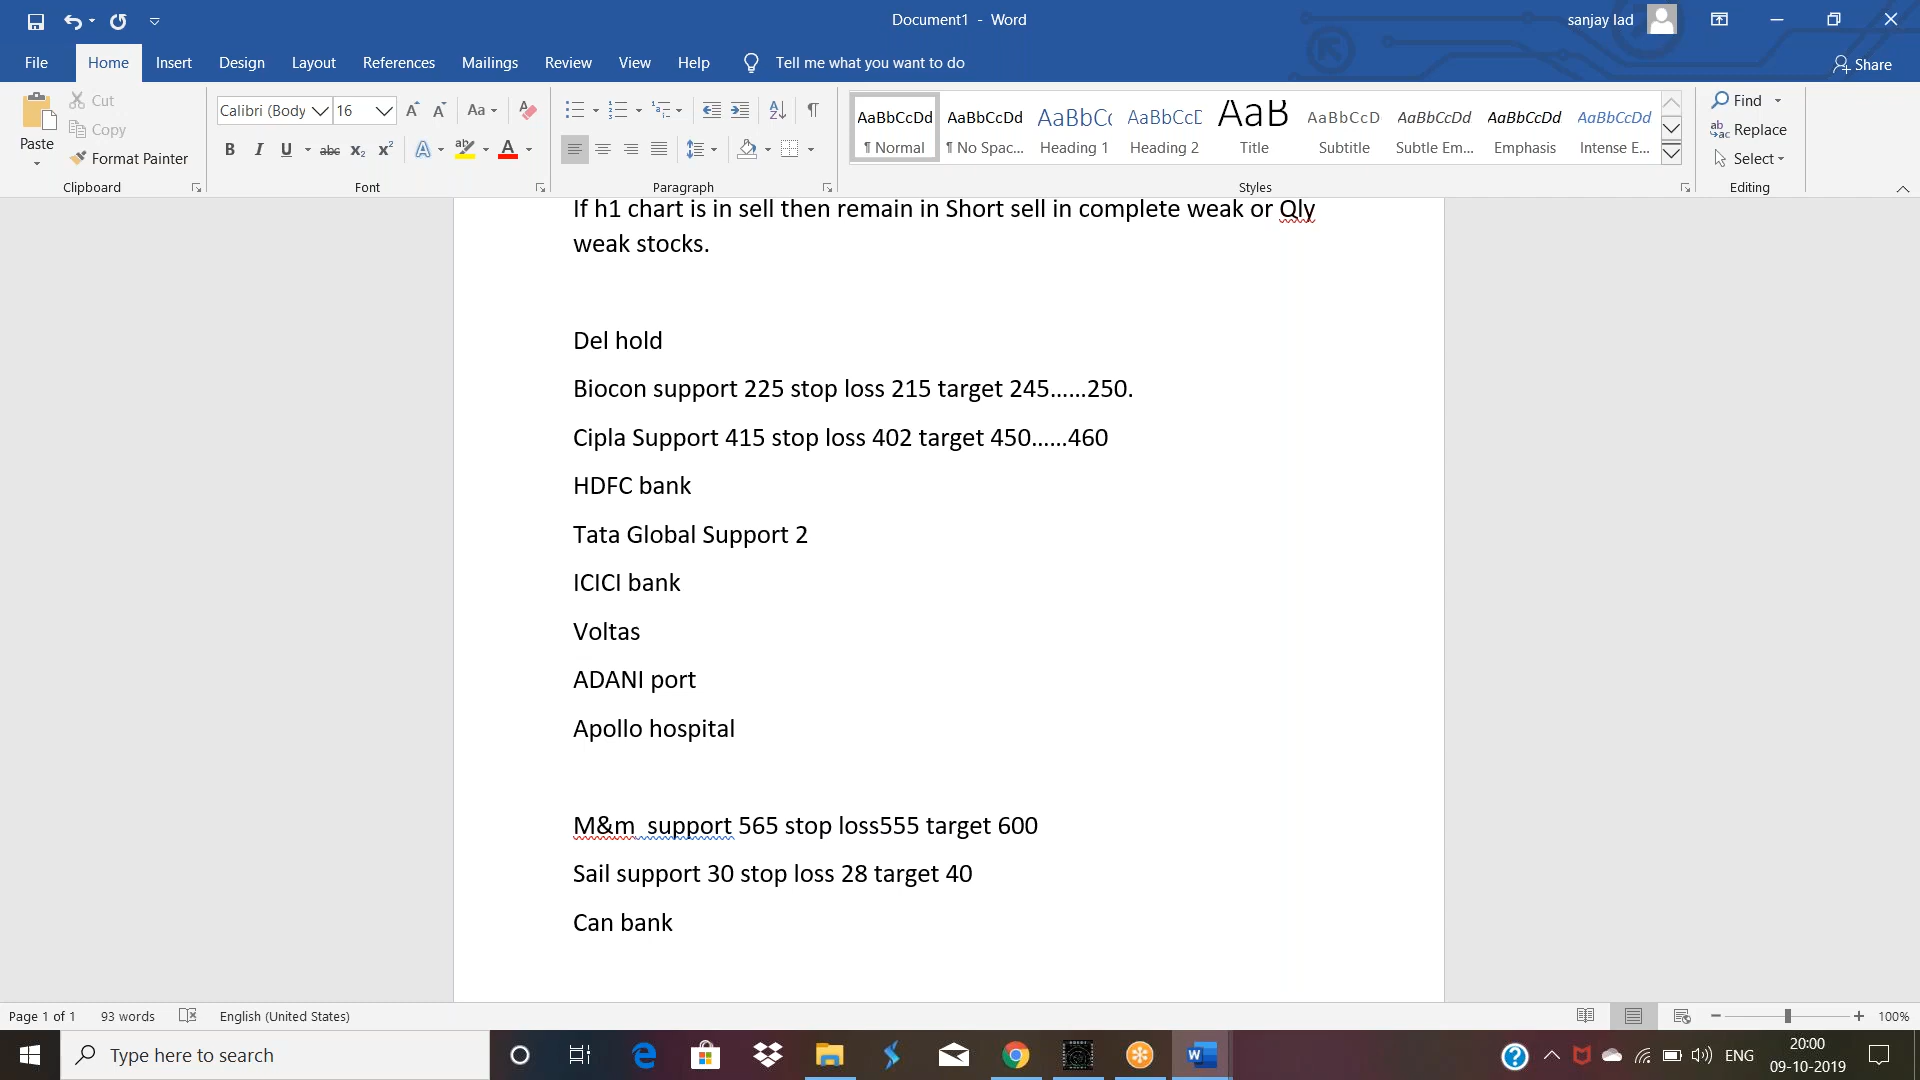 Document1 - Word
sanjay lad
File Home Insert Design Layout References Mailings Review View Help Tell me what you want to do
Share
Paste
Cut
Copy
Format Painter
Clipboard
Calibri (Body 16
Font
Paragraph
AaBbCcDd AaBbCcDd AaBbCc AaBbCcE AaB AaBbCcD AaBbCcDd AaBbCcDd AaBbCcDd
¶ Normal ¶ No Spac... Heading 1 Heading 2 Title Subtitle Subtle Em... Emphasis Intense E...
Styles
Find
Replace
Select
Editing
If h1 chart is in sell then remain in Short sell in complete weak or Qly
weak stocks.
Del hold
Biocon support 225 stop loss 215 target 245……250.
Cipla Support 415 stop loss 402 target 450……460
HDFC bank
Tata Global Support 2
ICICI bank
Voltas
ADANI port
Apollo hospital
M&m  support 565 stop loss555 target 600
Sail support 30 stop loss 28 target 40
Can bank
Page 1 of 1 93 words English (United States)
100%
Type here to search
ENG
20:00
09-10-2019